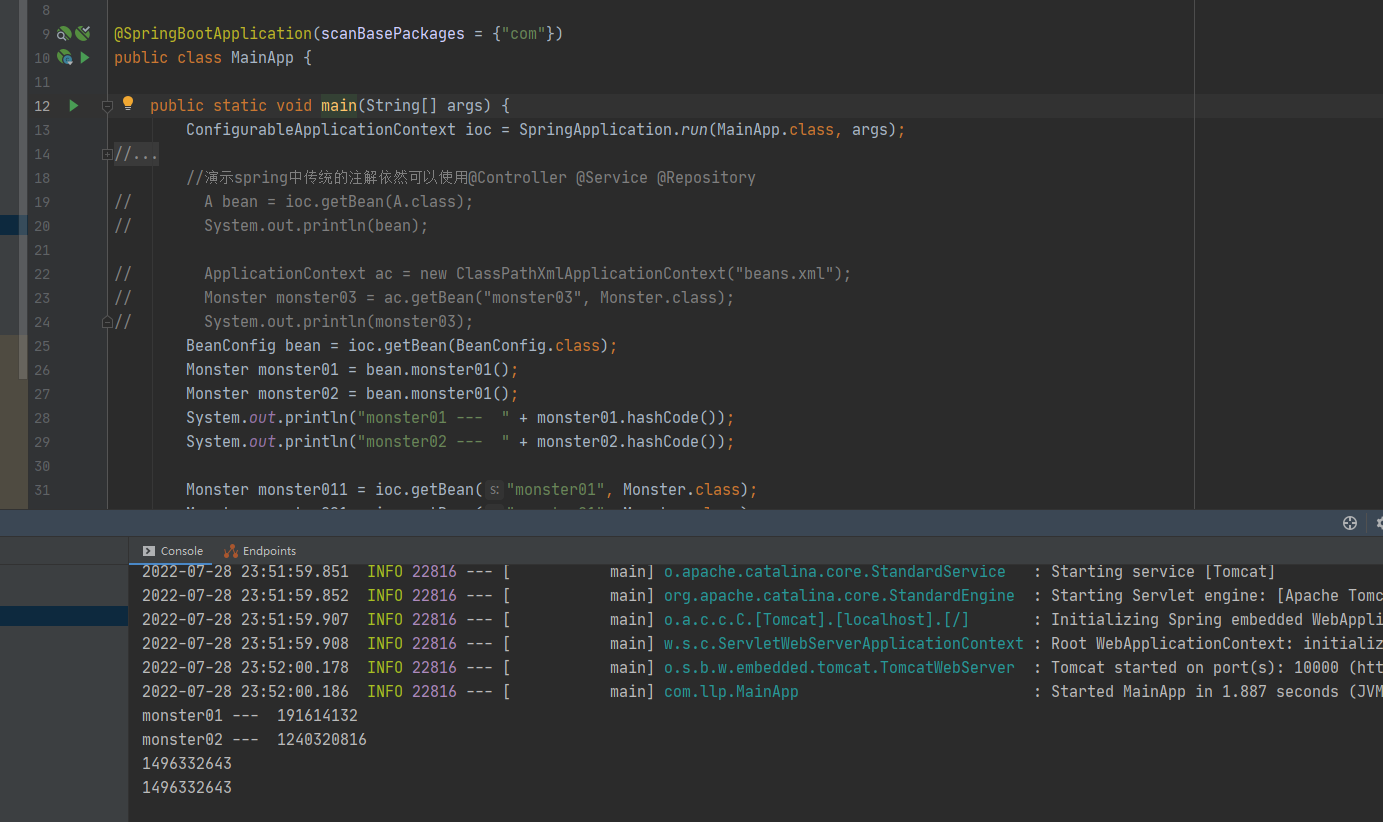 8
9 @SpringBootApplication(scanBasePackages = {"com"})
10 public class MainApp {
11
12 public static void main(String[] args) {
13 ConfigurableApplicationContext ioc = SpringApplication.run(MainApp.class, args);
14 //...
18 //演示spring中传统的注解依然可以使用@Controller @Service @Repository
19 // A bean = ioc.getBean(A.class);
20 // System.out.println(bean);
21
22 // ApplicationContext ac = new ClassPathXmlApplicationContext("beans.xml");
23 // Monster monster03 = ac.getBean("monster03", Monster.class);
24 // System.out.println(monster03);
25 BeanConfig bean = ioc.getBean(BeanConfig.class);
26 Monster monster01 = bean.monster01();
27 Monster monster02 = bean.monster01();
28 System.out.println("monster01 ---  " + monster01.hashCode());
29 System.out.println("monster02 ---  " + monster02.hashCode());
30
31 Monster monster011 = ioc.getBean( s: "monster01", Monster.class);
Console Endpoints
2022-07-28 23:51:59.851  INFO 22816 --- [           main] o.apache.catalina.core.StandardService   : Starting service [Tomcat]
2022-07-28 23:51:59.852  INFO 22816 --- [           main] org.apache.catalina.core.StandardEngine  : Starting Servlet engine: [Apache Tomc
2022-07-28 23:51:59.907  INFO 22816 --- [           main] o.a.c.c.C.[Tomcat].[localhost].[/]       : Initializing Spring embedded WebAppli
2022-07-28 23:51:59.908  INFO 22816 --- [           main] w.s.c.ServletWebServerApplicationContext : Root WebApplicationContext: initializ
2022-07-28 23:52:00.178  INFO 22816 --- [           main] o.s.b.w.embedded.tomcat.TomcatWebServer  : Tomcat started on port(s): 10000 (htt
2022-07-28 23:52:00.186  INFO 22816 --- [           main] com.llp.MainApp                          : Started MainApp in 1.887 seconds (JVM
monster01 ---  191614132
monster02 ---  1240320816
1496332643
1496332643